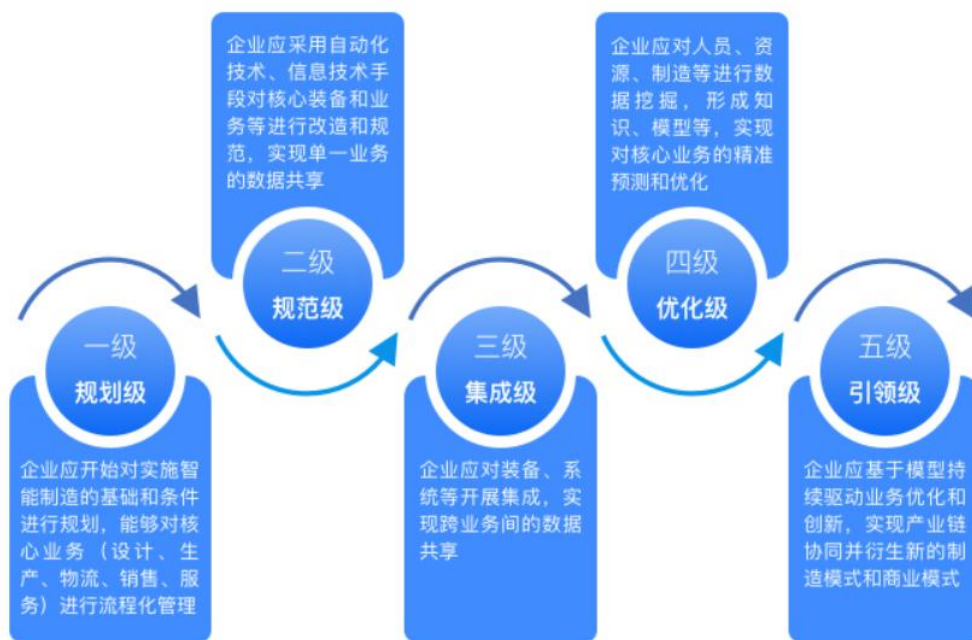 一级
规划级
企业应开始对实施智
能制造的基础和条件
进行规划，能够对核
心业务（设计、生
产、物流、销售、服
务）进行流程化管理
企业应采用自动化
技术、信息技术手
段对核心装备和业
务等进行改造和规
范，实现单一业务
的数据共享
二级
规范级
三级
集成级
企业应对装备、系
统等开展集成，实
现跨业务间的数据
共享
企业应对人员、资
源、制造等进行数
据挖掘，形成知
识、模型等，实现
对核心业务的精准
预测和优化
四级
优化级
五级
引领级
企业应基于模型持
续驱动业务优化和
创新，实现产业链
协同并衍生新的制
造模式和商业模式